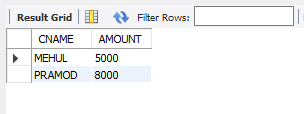 Result Grid Filter Rows:
CNAME AMOUNT
MEHUL 5000
PRAMOD 8000